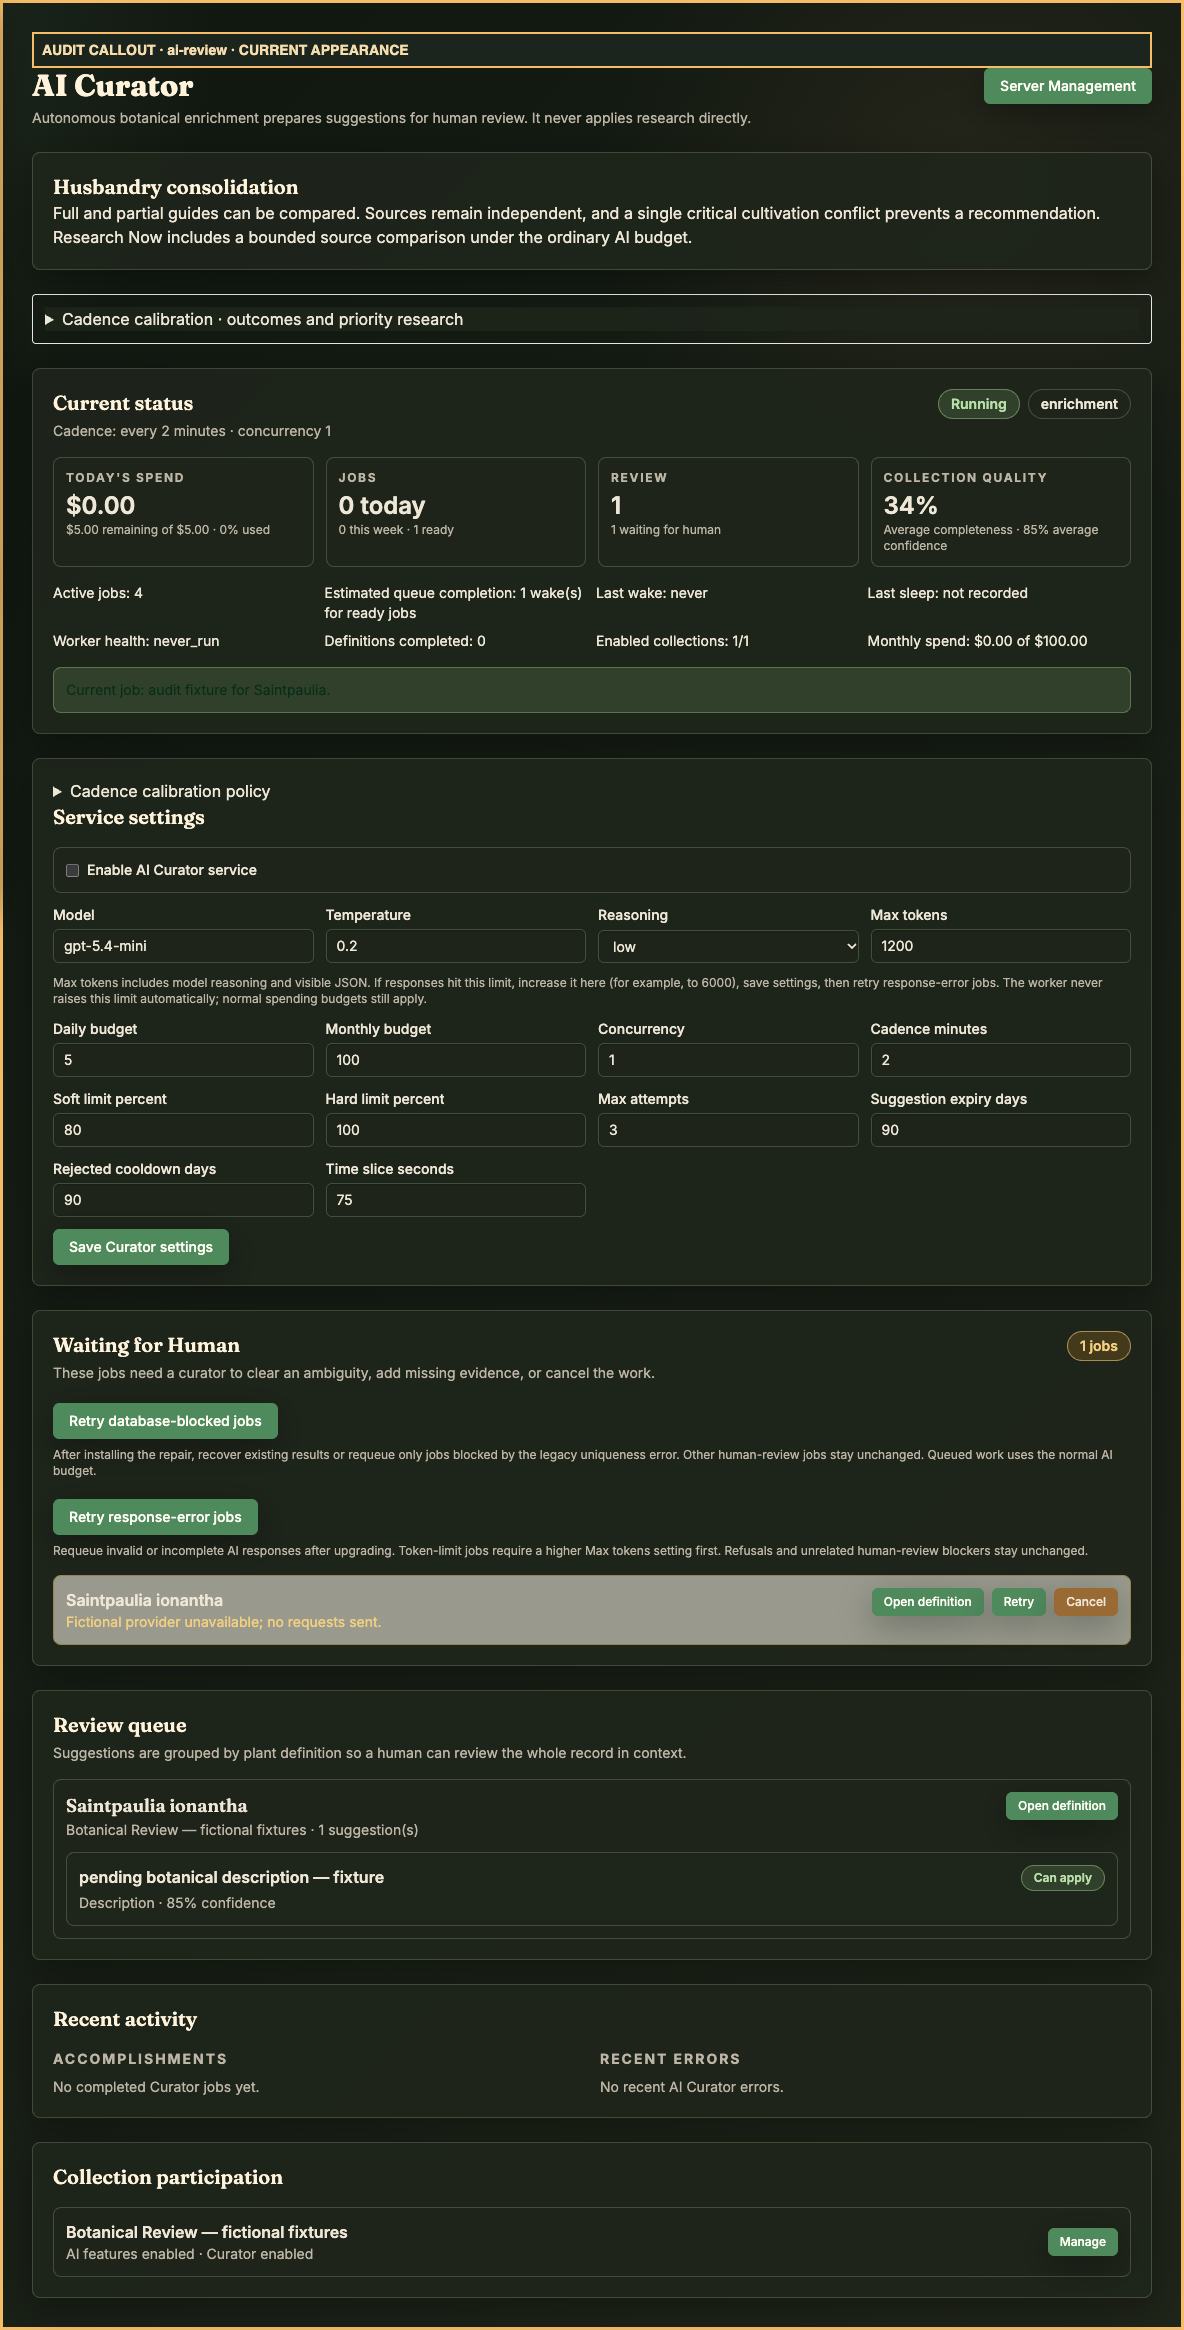 AUDIT CALLOUT · ai-review · CURRENT APPEARANCE
AI Curator
Server Management
Autonomous botanical enrichment prepares suggestions for human review. It never applies research directly.
Husbandry consolidation
Full and partial guides can be compared. Sources remain independent, and a single critical cultivation conflict prevents a recommendation.
Research Now includes a bounded source comparison under the ordinary AI budget.
Cadence calibration · outcomes and priority research
Current status
Running
enrichment
Cadence: every 2 minutes · concurrency 1
TODAY'S SPEND
$0.00
$5.00 remaining of $5.00 · 0% used
JOBS
0 today
0 this week · 1 ready
REVIEW
1
1 waiting for human
COLLECTION QUALITY
34%
Average completeness · 85% average
confidence
Active jobs: 4
Estimated queue completion: 1 wake(s)
for ready jobs
Last wake: never
Last sleep: not recorded
Worker health: never_run
Definitions completed: 0
Enabled collections: 1/1
Monthly spend: $0.00 of $100.00
Current job: audit fixture for Saintpaulia.
Cadence calibration policy
Service settings
Enable AI Curator service
Model
Temperature
Reasoning
Max tokens
gpt-5.4-mini
0.2
low
1200
Max tokens includes model reasoning and visible JSON. If responses hit this limit, increase it here (for example, to 6000), save settings, then retry response-error jobs. The worker never
raises this limit automatically; normal spending budgets still apply.
Daily budget
Monthly budget
Concurrency
Cadence minutes
5
100
1
2
Soft limit percent
Hard limit percent
Max attempts
Suggestion expiry days
80
100
3
90
Rejected cooldown days
Time slice seconds
90
75
Save Curator settings
Waiting for Human
1 jobs
These jobs need a curator to clear an ambiguity, add missing evidence, or cancel the work.
Retry database-blocked jobs
After installing the repair, recover existing results or requeue only jobs blocked by the legacy uniqueness error. Other human-review jobs stay unchanged. Queued work uses the normal AI
budget.
Retry response-error jobs
Requeue invalid or incomplete AI responses after upgrading. Token-limit jobs require a higher Max tokens setting first. Refusals and unrelated human-review blockers stay unchanged.
Saintpaulia ionantha
Fictional provider unavailable; no requests sent.
Open definition
Retry
Cancel
Review queue
Suggestions are grouped by plant definition so a human can review the whole record in context.
Saintpaulia ionantha
Open definition
Botanical Review — fictional fixtures · 1 suggestion(s)
pending botanical description — fixture
Can apply
Description · 85% confidence
Recent activity
ACCOMPLISHMENTS
RECENT ERRORS
No completed Curator jobs yet.
No recent AI Curator errors.
Collection participation
Botanical Review — fictional fixtures
AI features enabled · Curator enabled
Manage